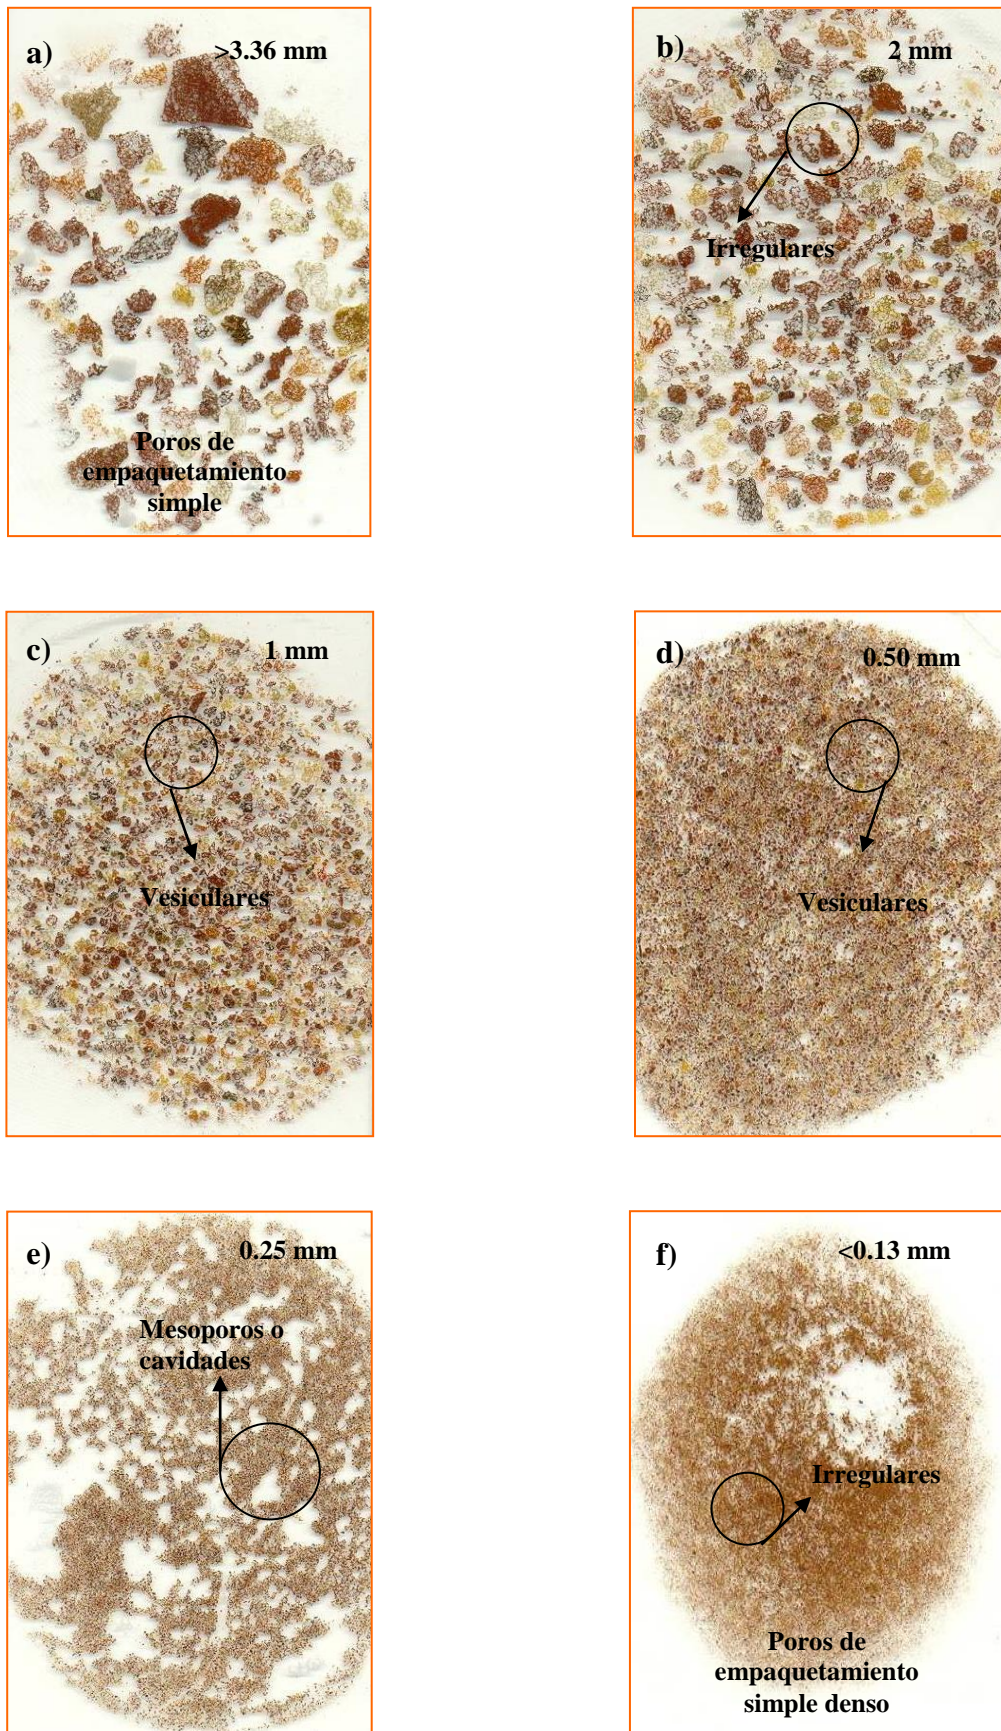 a)
>3.36 mm
Poros de
empaquetamiento
simple
b)
2 mm
Irregulares
c)
1 mm
Vesiculares
d)
0.50 mm
Vesiculares
e)
0.25 mm
Mesoporos o
cavidades
f)
<0.13 mm
Irregulares
Poros de
empaquetamiento
simple denso